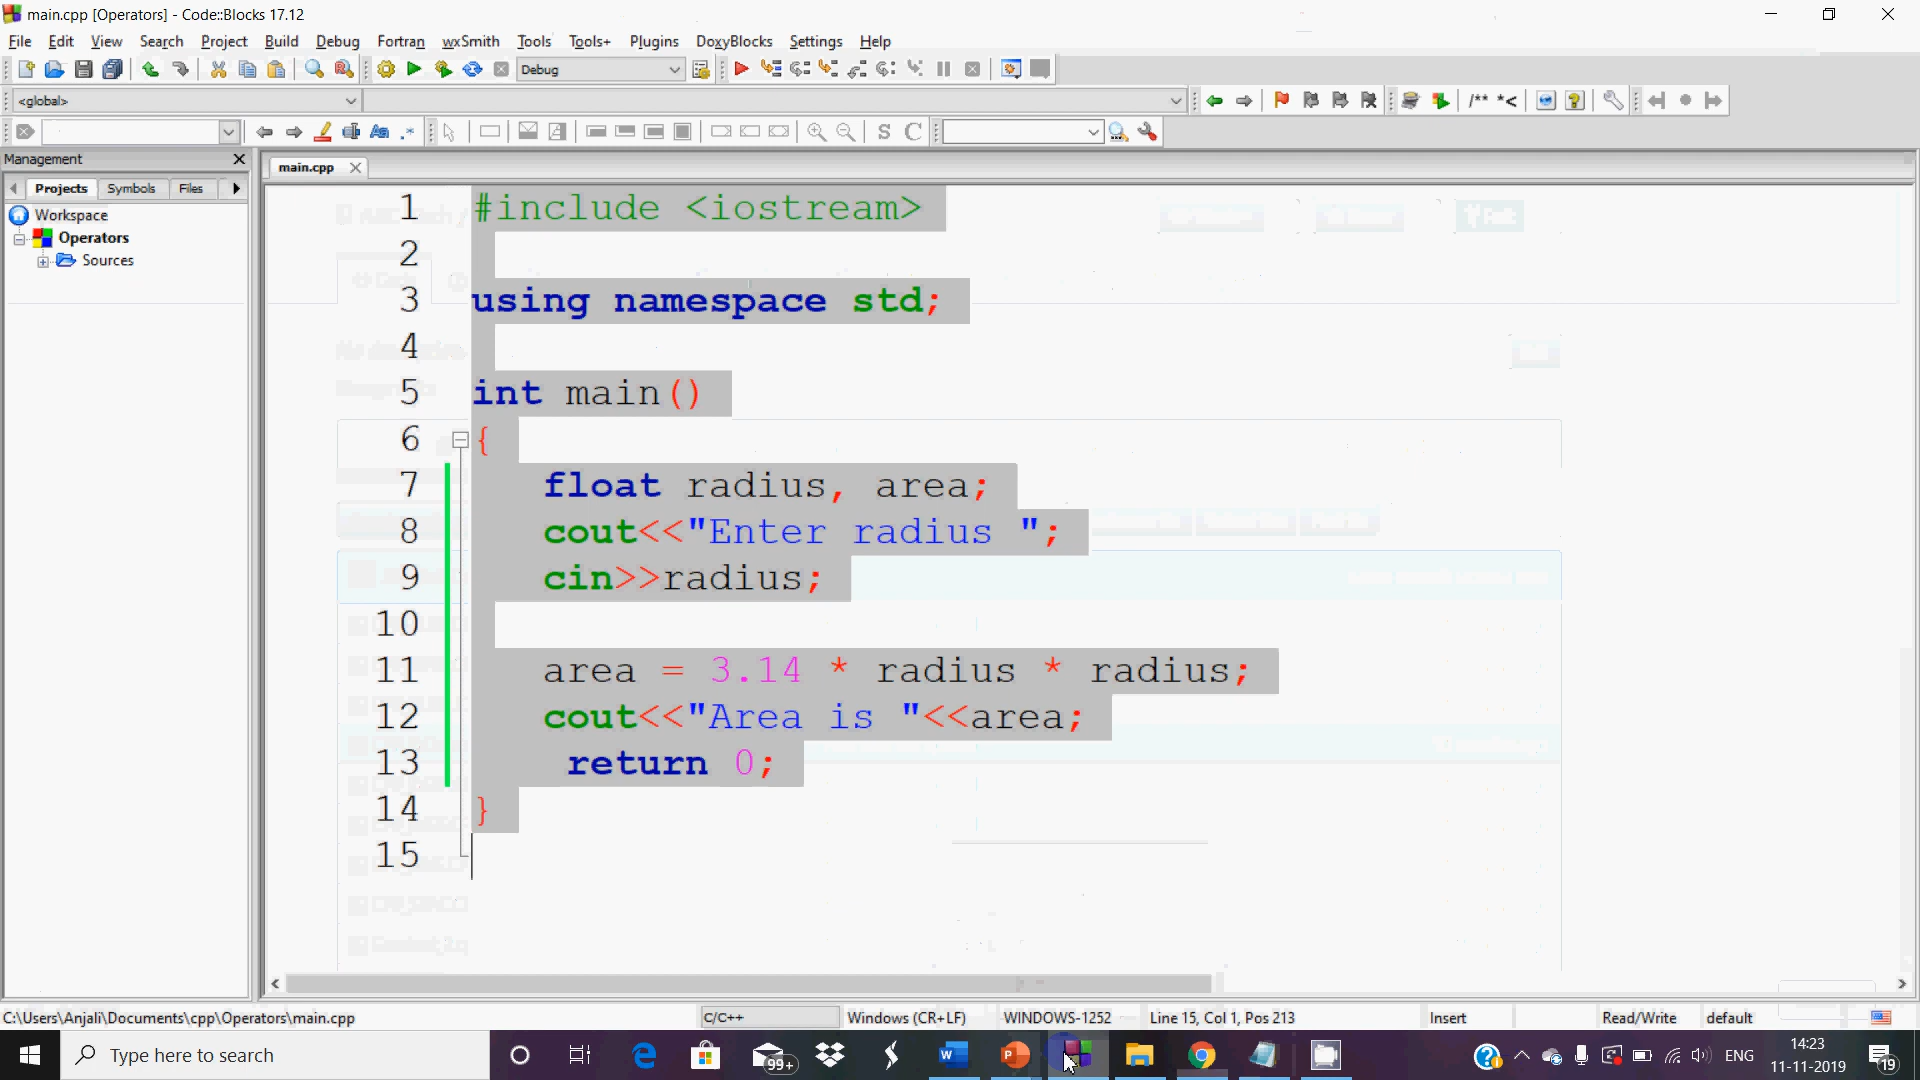 main.cpp [Operators] - Code::Blocks 17.12
File Edit View Search Project Build Debug Fortran wxSmith Tools Tools+ Plugins DoxyBlocks Settings Help
Debug
<global>
/** *<
Aa .*
S C
Management
main.cpp
Projects Symbols Files
Workspace
Operators
Sources
1 #include <iostream>
2
3 using namespace std;
4
5 int main()
6 {
7 float radius, area;
8 cout<<"Enter radius ";
9 cin>>radius;
10
11 area = 3.14 * radius * radius;
12 cout<<"Area is "<<area;
13 return 0;
14 }
15
C:\Users\Anjali\Documents\cpp\Operators\main.cpp C/C++ Windows (CR+LF) WINDOWS-1252 Line 15, Col 1, Pos 213 Insert Read/Write default
Type here to search 99+ ENG 14:23
11-11-2019 19